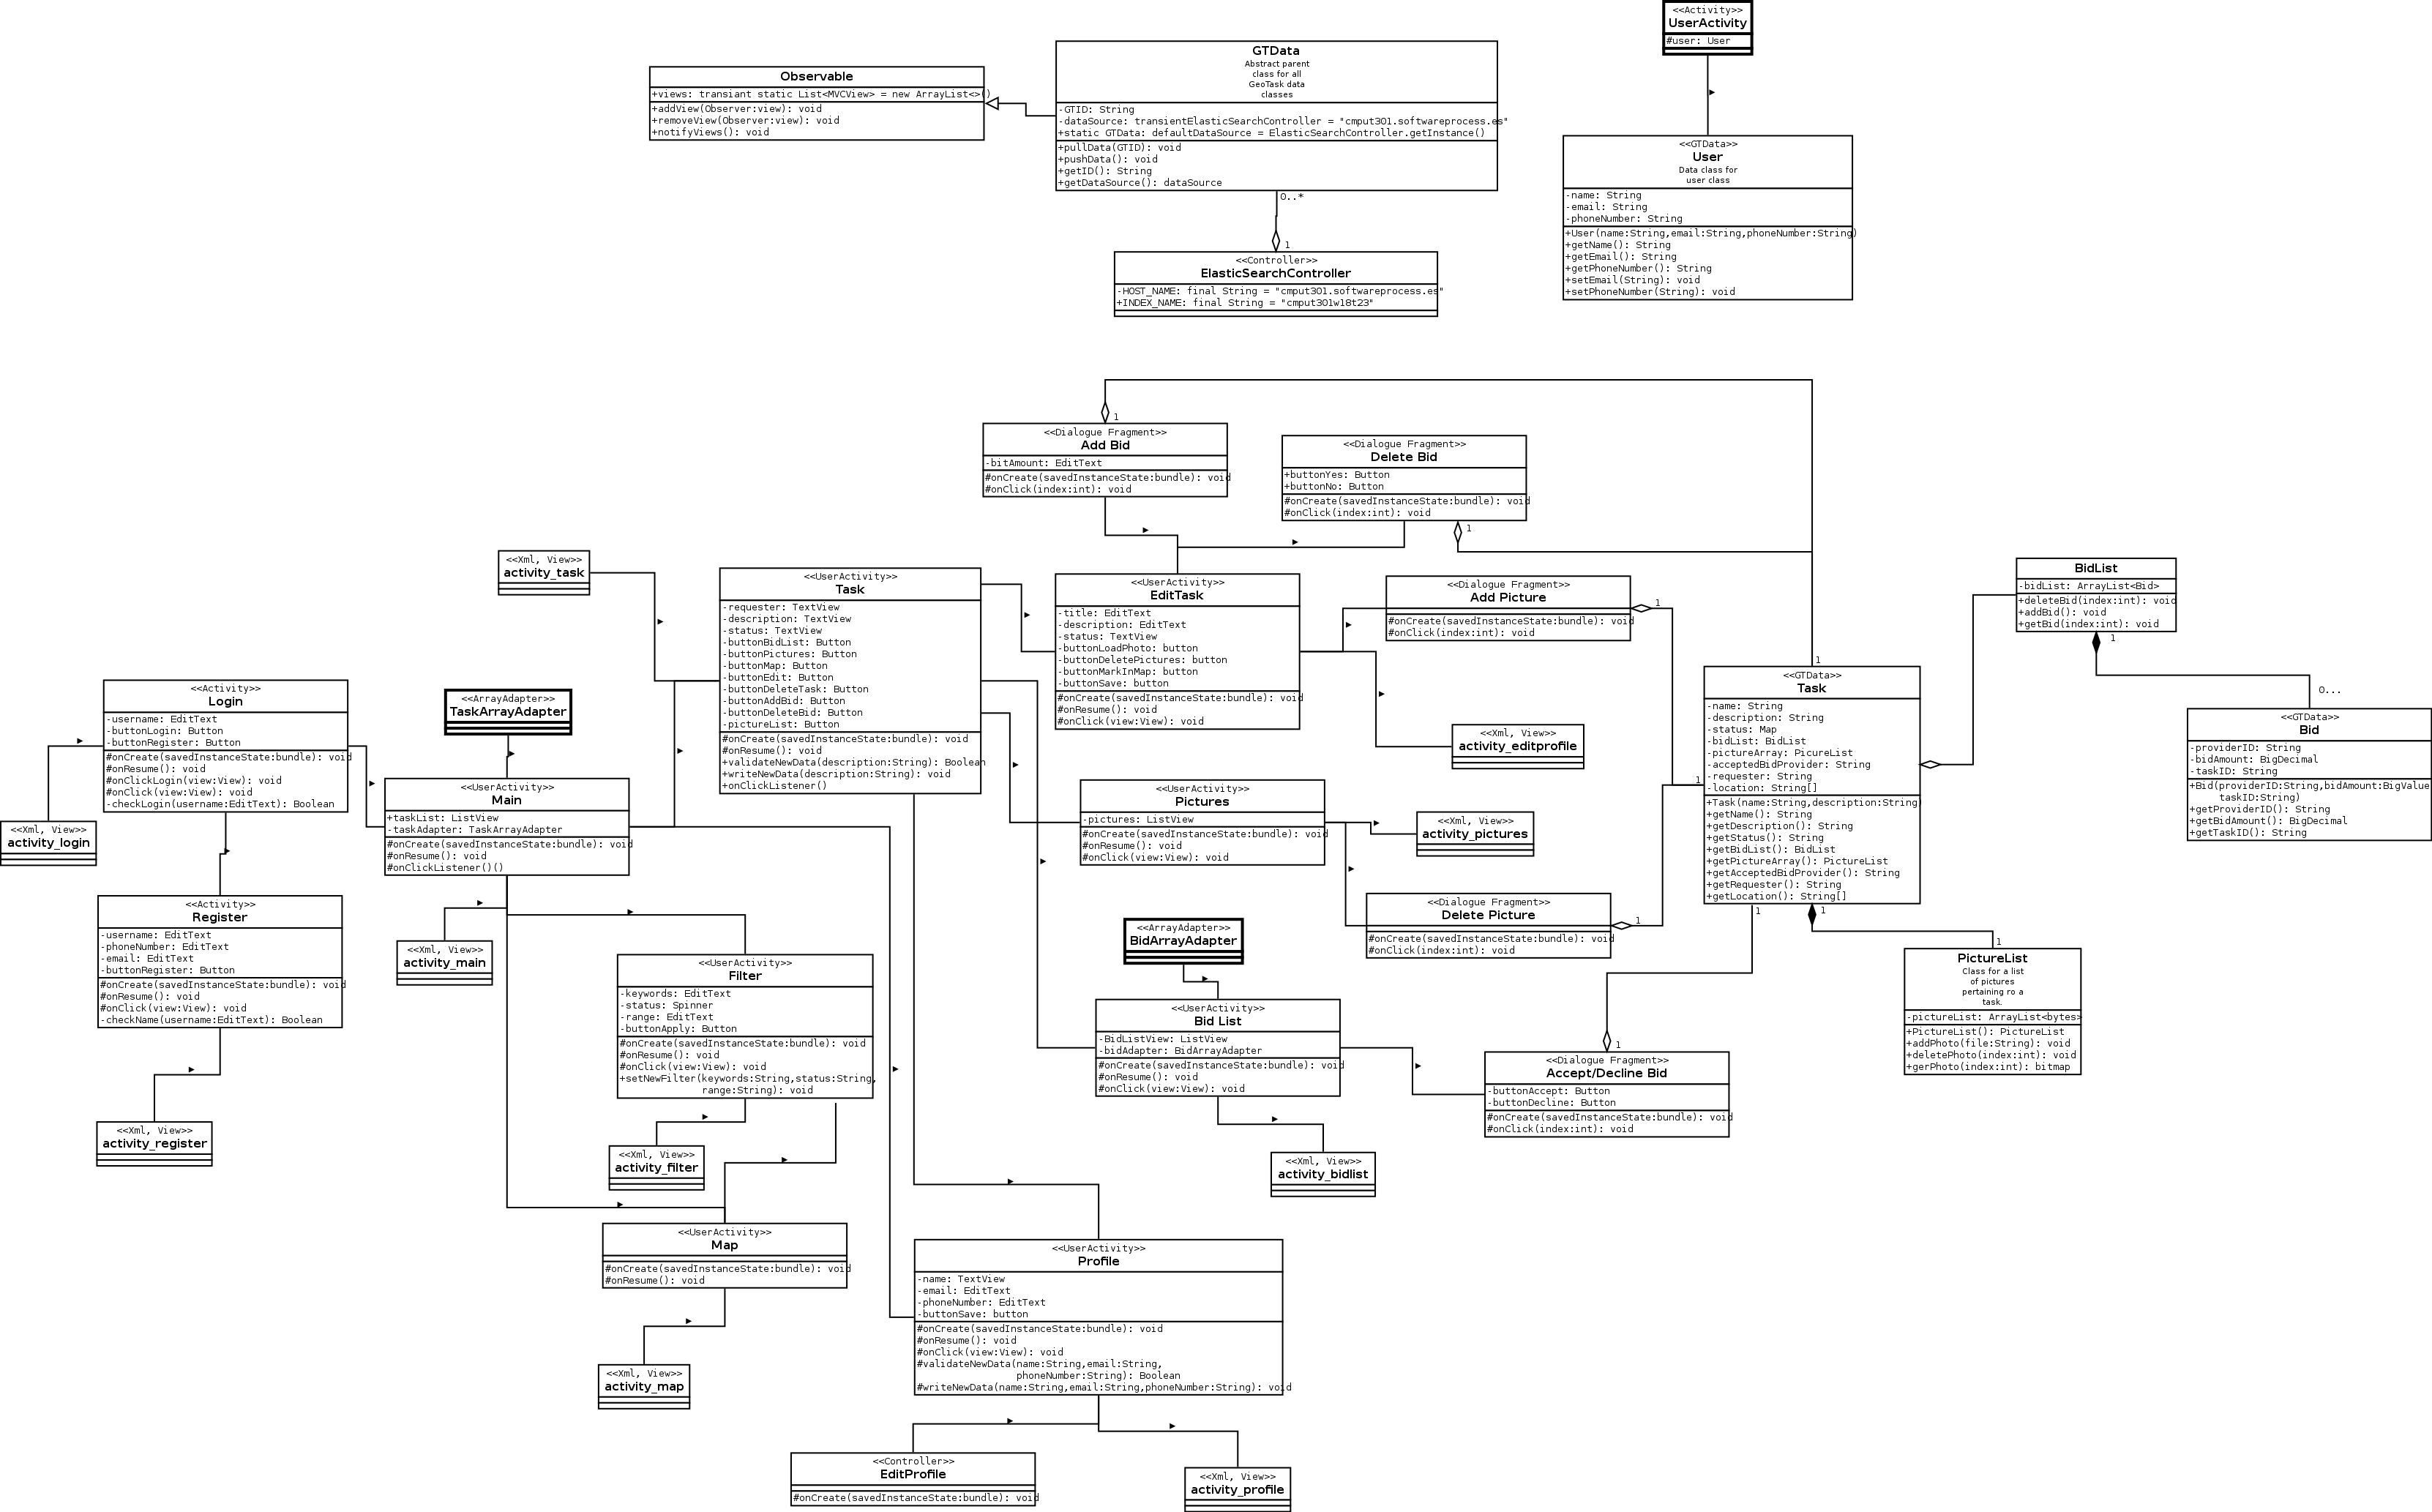 <<Activity>>
UserActivity
#user: User
GTData
Abstract parent
class for all
GeoTask data
classes
-GTID: String
-dataSource: transientElasticSearchController = "cmput301.softwareprocess.es"
+static GTData: defaultDataSource = ElasticSearchController.getInstance()
+pullData(GTID): void
+pushData(): void
+getID(): String
+getDataSource(): dataSource
Observable
+views: transiant static List<MVCView> = new ArrayList<>()
+addView(Observer:view): void
+removeView(Observer:view): void
+notifyViews(): void
<<GTData>>
User
Data class for
user class
-name: String
-email: String
-phoneNumber: String
+User(name:String,email:String,phoneNumber:String)
+getName(): String
+getEmail(): String
+getPhoneNumber(): String
+setEmail(String): void
+setPhoneNumber(String): void
0..*
1
<<Controller>>
ElasticSearchController
-HOST_NAME: final String = "cmput301.softwareprocess.es"
+INDEX_NAME: final String = "cmput301w18t23"
1
<<Dialogue Fragment>>
Add Bid
-bitAmount: EditText
#onCreate(savedInstanceState:bundle): void
#onClick(index:int): void
<<Dialogue Fragment>>
Delete Bid
+buttonYes: Button
+buttonNo: Button
#onCreate(savedInstanceState:bundle): void
#onClick(index:int): void
1
<<Xml, View>>
activity_task
<<UserActivity>>
Task
-requester: TextView
-description: TextView
-status: TextView
-buttonBidList: Button
-buttonPictures: Button
-buttonMap: Button
-buttonEdit: Button
-buttonDeleteTask: Button
-buttonAddBid: Button
-buttonDeleteBid: Button
-pictureList: Button
#onCreate(savedInstanceState:bundle): void
#onResume(): void
+validateNewData(description:String): Boolean
+writeNewData(description:String): void
+onClickListener()
<<UserActivity>>
EditTask
-title: EditText
-description: EditText
-status: TextView
-buttonLoadPhoto: button
-buttonDeletePictures: button
-buttonMarkInMap: button
-buttonSave: button
#onCreate(savedInstanceState:bundle): void
#onResume(): void
#onClick(view:View): void
<<Dialogue Fragment>>
Add Picture
#onCreate(savedInstanceState:bundle): void
#onClick(index:int): void
1
BidList
-bidList: ArrayList<Bid>
+deleteBid(index:int): void
+addBid(): void
+getBid(index:int): void
1
0...
1
<<GTData>>
Task
-name: String
-description: String
-status: Map
-bidList: BidList
-pictureArray: PicureList
-acceptedBidProvider: String
-requester: String
-location: String[]
+Task(name:String,description:String)
+getName(): String
+getDescription(): String
+getStatus(): String
+getBidList(): BidList
+getPictureArray(): PictureList
+getAcceptedBidProvider(): String
+getRequester(): String
+getLocation(): String[]
1
1
1
<<GTData>>
Bid
-providerID: String
-bidAmount: BigDecimal
-taskID: String
+Bid(providerID:String,bidAmount:BigValue
taskID:String)
+getProviderID(): String
+getBidAmount(): BigDecimal
+getTaskID(): String
<<Activity>>
Login
-username: EditText
-buttonLogin: Button
-buttonRegister: Button
#onCreate(savedInstanceState:bundle): void
#onResume(): void
#onClickLogin(view:View): void
#onClick(view:View): void
-checkLogin(username:EditText): Boolean
<<ArrayAdapter>>
TaskArrayAdapter
<<Xml, View>>
activity_editprofile
<<UserActivity>>
Main
+taskList: ListView
-taskAdapter: TaskArrayAdapter
#onCreate(savedInstanceState:bundle): void
#onResume(): void
#onClickListener()()
<<UserActivity>>
Pictures
-pictures: ListView
#onCreate(savedInstanceState:bundle): void
#onResume(): void
#onClick(view:View): void
<<Xml, View>>
activity_pictures
<<Xml, View>>
activity_login
<<Activity>>
Register
-username: EditText
-phoneNumber: EditText
-email: EditText
-buttonRegister: Button
#onCreate(savedInstanceState:bundle): void
#onResume(): void
#onClick(view:View): void
-checkName(username:EditText): Boolean
<<Dialogue Fragment>>
Delete Picture
#onCreate(savedInstanceState:bundle): void
#onClick(index:int): void
1
<<ArrayAdapter>>
BidArrayAdapter
<<Xml, View>>
activity_main
<<UserActivity>>
Filter
-keywords: EditText
-status: Spinner
-range: EditText
-buttonApply: Button
#onCreate(savedInstanceState:bundle): void
#onResume(): void
#onClick(view:View): void
+setNewFilter(keywords:String,status:String,
range:String): void
1
PictureList
Class for a list
of pictures
pertaining ro a
task.
-pictureList: ArrayList<bytes>
+PictureList(): PictureList
+addPhoto(file:String): void
+deletePhoto(index:int): void
+gerPhoto(index:int): bitmap
<<UserActivity>>
Bid List
-BidListView: ListView
-bidAdapter: BidArrayAdapter
#onCreate(savedInstanceState:bundle): void
#onResume(): void
#onClick(view:View): void
1
<<Dialogue Fragment>>
Accept/Decline Bid
-buttonAccept: Button
-buttonDecline: Button
#onCreate(savedInstanceState:bundle): void
#onClick(index:int): void
<<Xml, View>>
activity_register
<<Xml, View>>
activity_filter
<<Xml, View>>
activity_bidlist
<<UserActivity>>
Map
#onCreate(savedInstanceState:bundle): void
#onResume(): void
<<UserActivity>>
Profile
-name: TextView
-email: EditText
-phoneNumber: EditText
-buttonSave: button
#onCreate(savedInstanceState:bundle): void
#onResume(): void
#onClick(view:View): void
#validateNewData(name:String,email:String,
phoneNumber:String): Boolean
#writeNewData(name:String,email:String,phoneNumber:String): void
<<Xml, View>>
activity_map
<<Controller>>
EditProfile
#onCreate(savedInstanceState:bundle): void
<<Xml, View>>
activity_profile